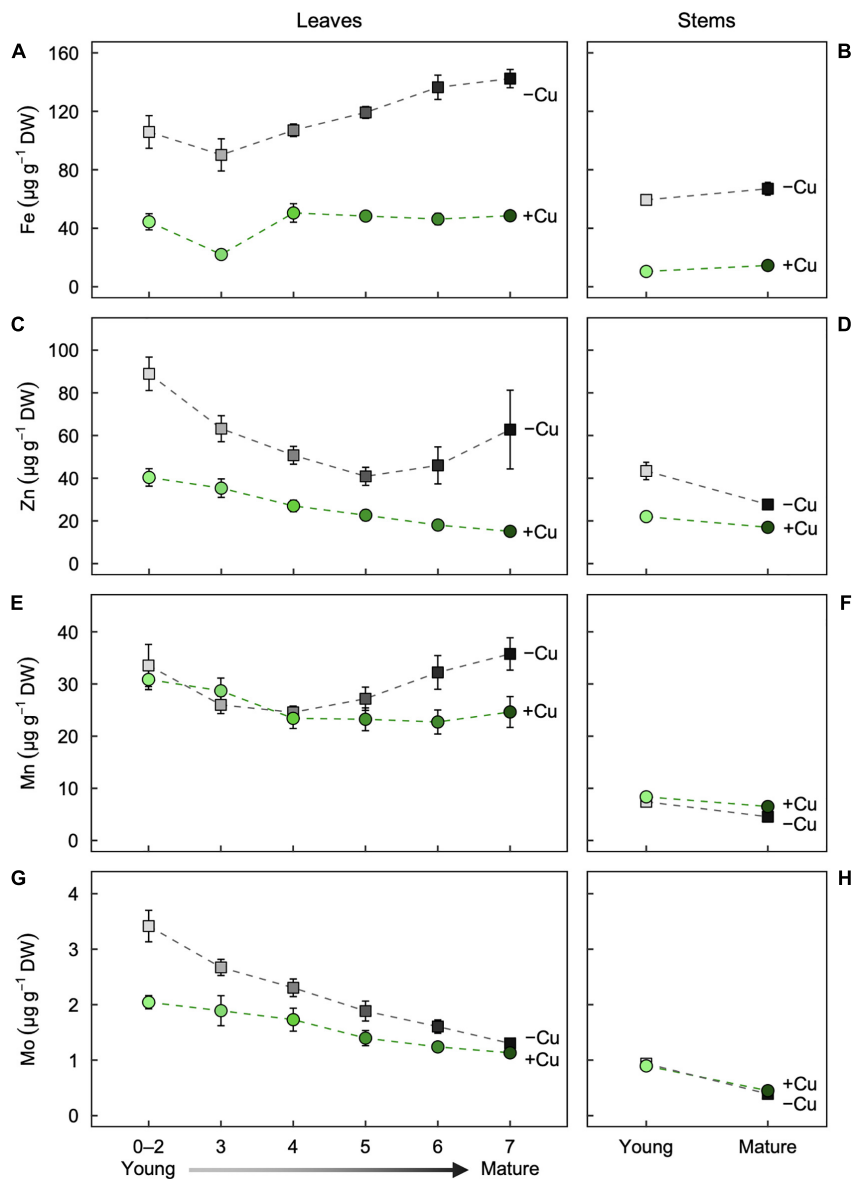 Leaves Stems
A B
160
120
80
40
0
Fe (µg g⁻¹ DW)
−Cu
+Cu
−Cu
+Cu
C D
100
80
60
40
20
0
Zn (µg g⁻¹ DW)
−Cu
+Cu
−Cu
+Cu
E F
40
30
20
10
0
Mn (µg g⁻¹ DW)
−Cu
+Cu
+Cu
−Cu
G H
4
3
2
1
0
Mo (µg g⁻¹ DW)
−Cu
+Cu
+Cu
−Cu
0–2 3 4 5 6 7 Young Mature
Young Mature